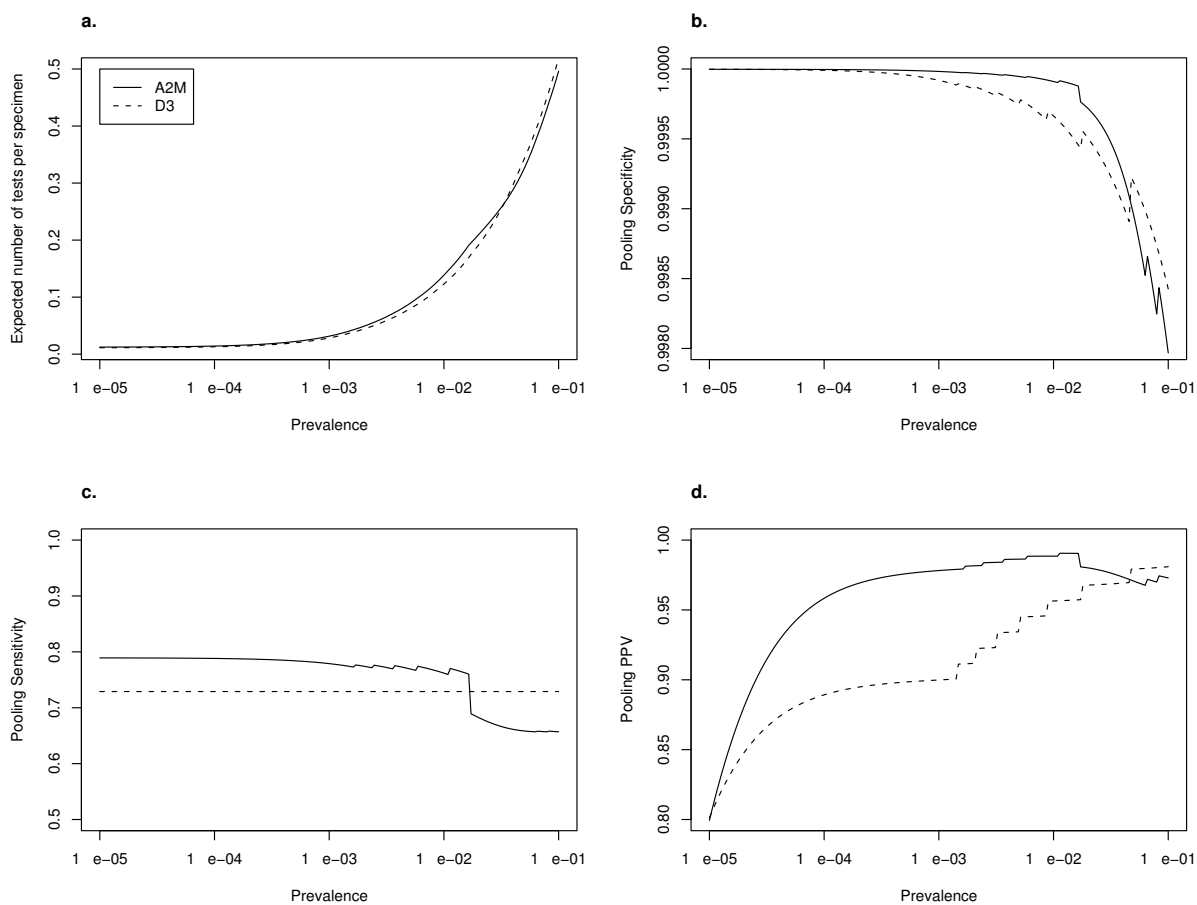 a.
Expected number of tests per specimen
0.5
0.4
0.3
0.2
0.1
0.0
A2M
D3
1 e−05
1 e−04
1 e−03
1 e−02
1 e−01
Prevalence
b.
Pooling Specificity
1.0000
0.9995
0.9990
0.9985
0.9980
1 e−05
1 e−04
1 e−03
1 e−02
1 e−01
Prevalence
c.
Pooling Sensitivity
1.0
0.9
0.8
0.7
0.6
0.5
1 e−05
1 e−04
1 e−03
1 e−02
1 e−01
Prevalence
d.
Pooling PPV
1.00
0.95
0.90
0.85
0.80
1 e−05
1 e−04
1 e−03
1 e−02
1 e−01
Prevalence